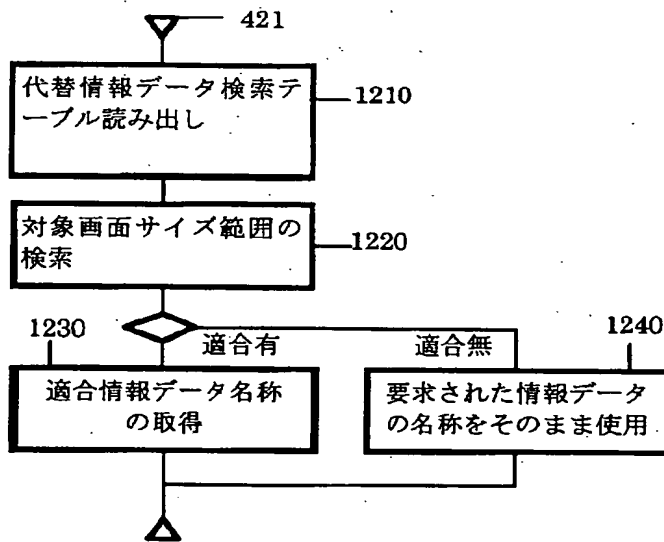 421
代替情報データ検索テ
ーブル読み出し
1210
対象画面サイズ範囲の
検索
1220
1230
適合有
適合無
1240
適合情報データ名称
の取得
要求された情報データ
の名称をそのまま使用